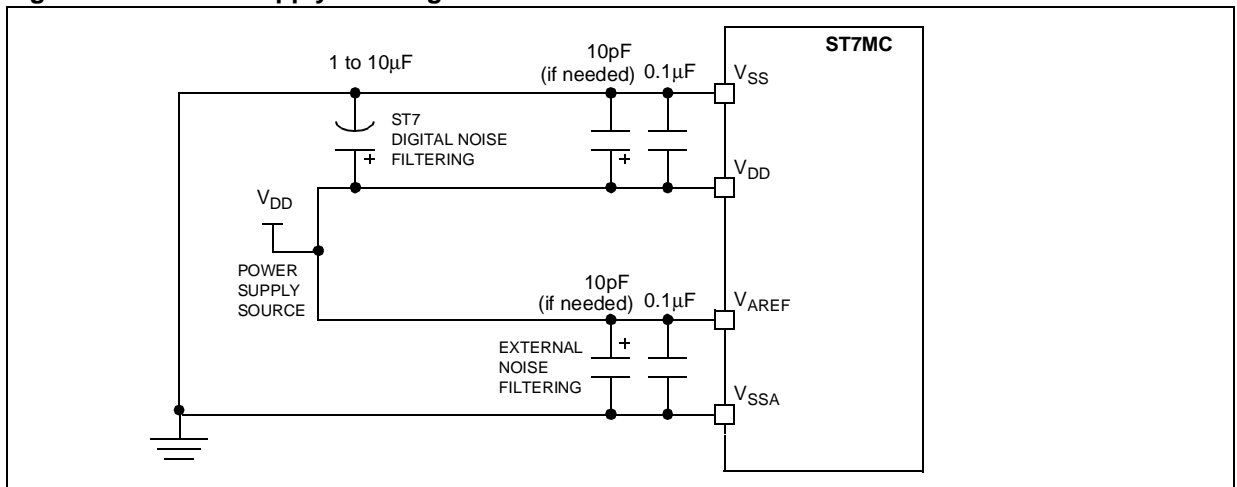 ST7MC
10pF
(if needed) 0.1μF
1 to 10μF
VSS
ST7
DIGITAL NOISE
+ FILTERING
+
VDD
VDD
POWER
SUPPLY
SOURCE
10pF
(if needed) 0.1μF
VAREF
EXTERNAL +
NOISE
FILTERING
VSSA